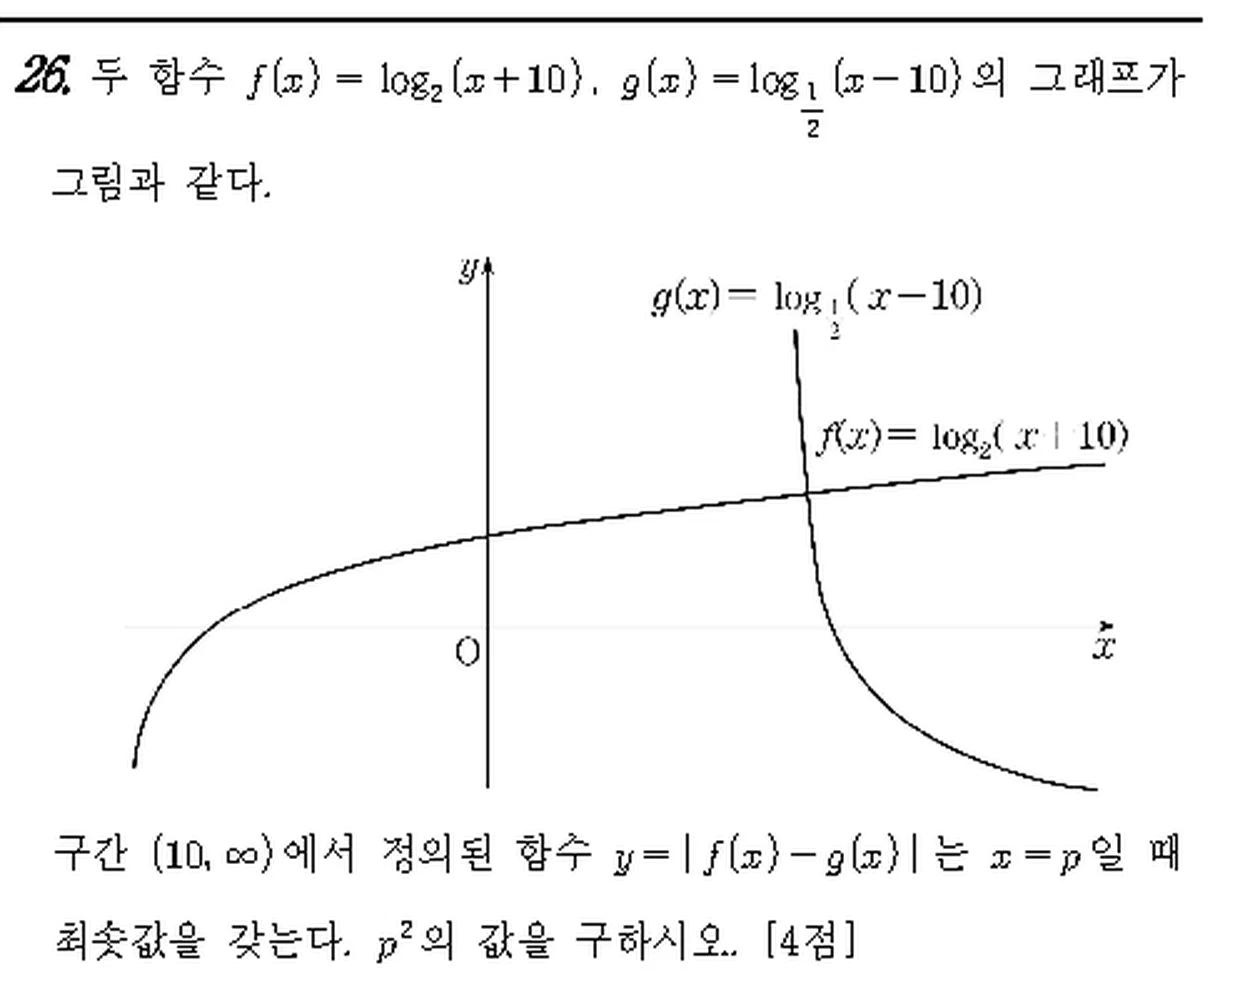 26. 두 함수 f(x) = log₂(x+10), g(x) = log_{1/2}(x-10)의 그래프가
그림과 같다.
y
g(x) = log_{1/2}(x-10)
f(x) = log₂(x+10)
O
x
구간 (10, ∞)에서 정의된 함수 y=|f(x)-g(x)|는 x=p일 때
최솟값을 갖는다. p²의 값을 구하시오. [4점]